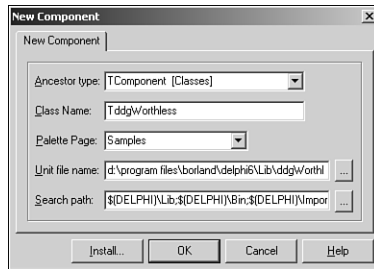 New Component
New Component
Ancestor type: TComponent [Classes]
Class Name: TddgWorthless
Palette Page: Samples
Unit file name: d:\program files\borland\delphi6\Lib\ddgWorthl ...
Search path: $(DELPHI)\Lib;$(DELPHI)\Bin;$(DELPHI)\Impor ...
Install... OK Cancel Help